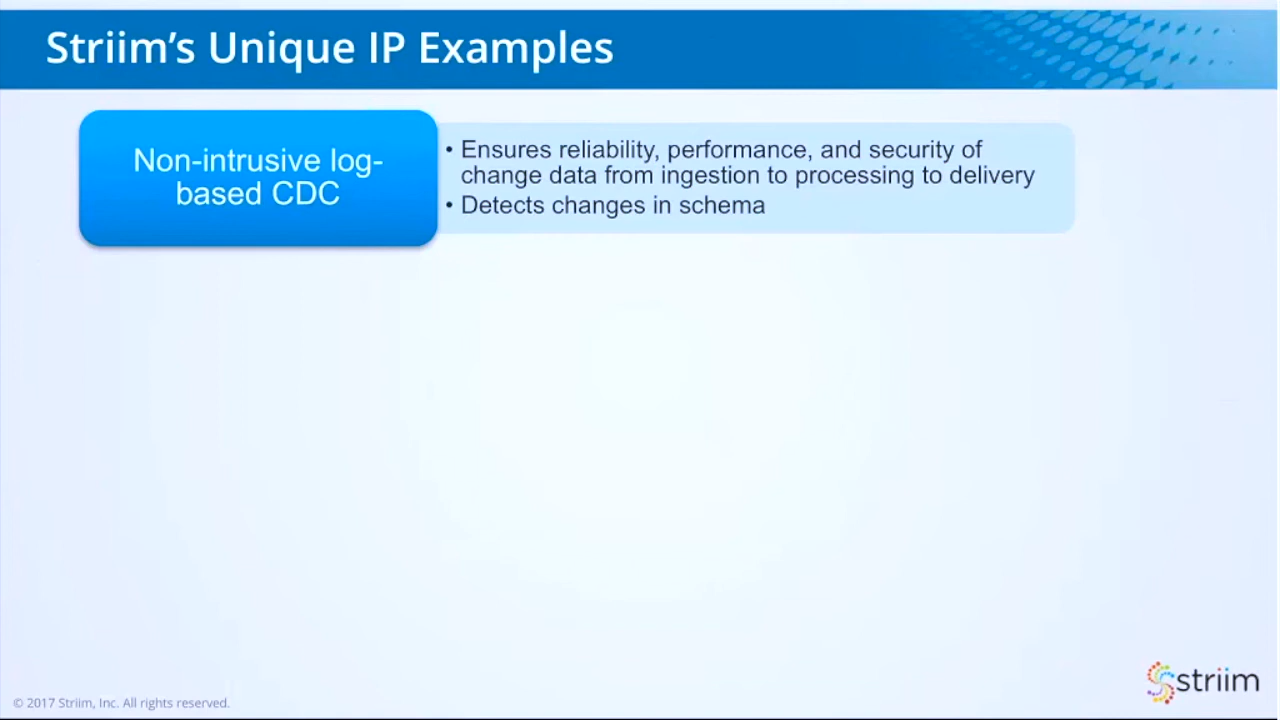 Striim's Unique IP Examples
Non-intrusive log-
based CDC
• Ensures reliability, performance, and security of
change data from ingestion to processing to delivery
• Detects changes in schema
© 2017 Striim, Inc. All rights reserved.
striim